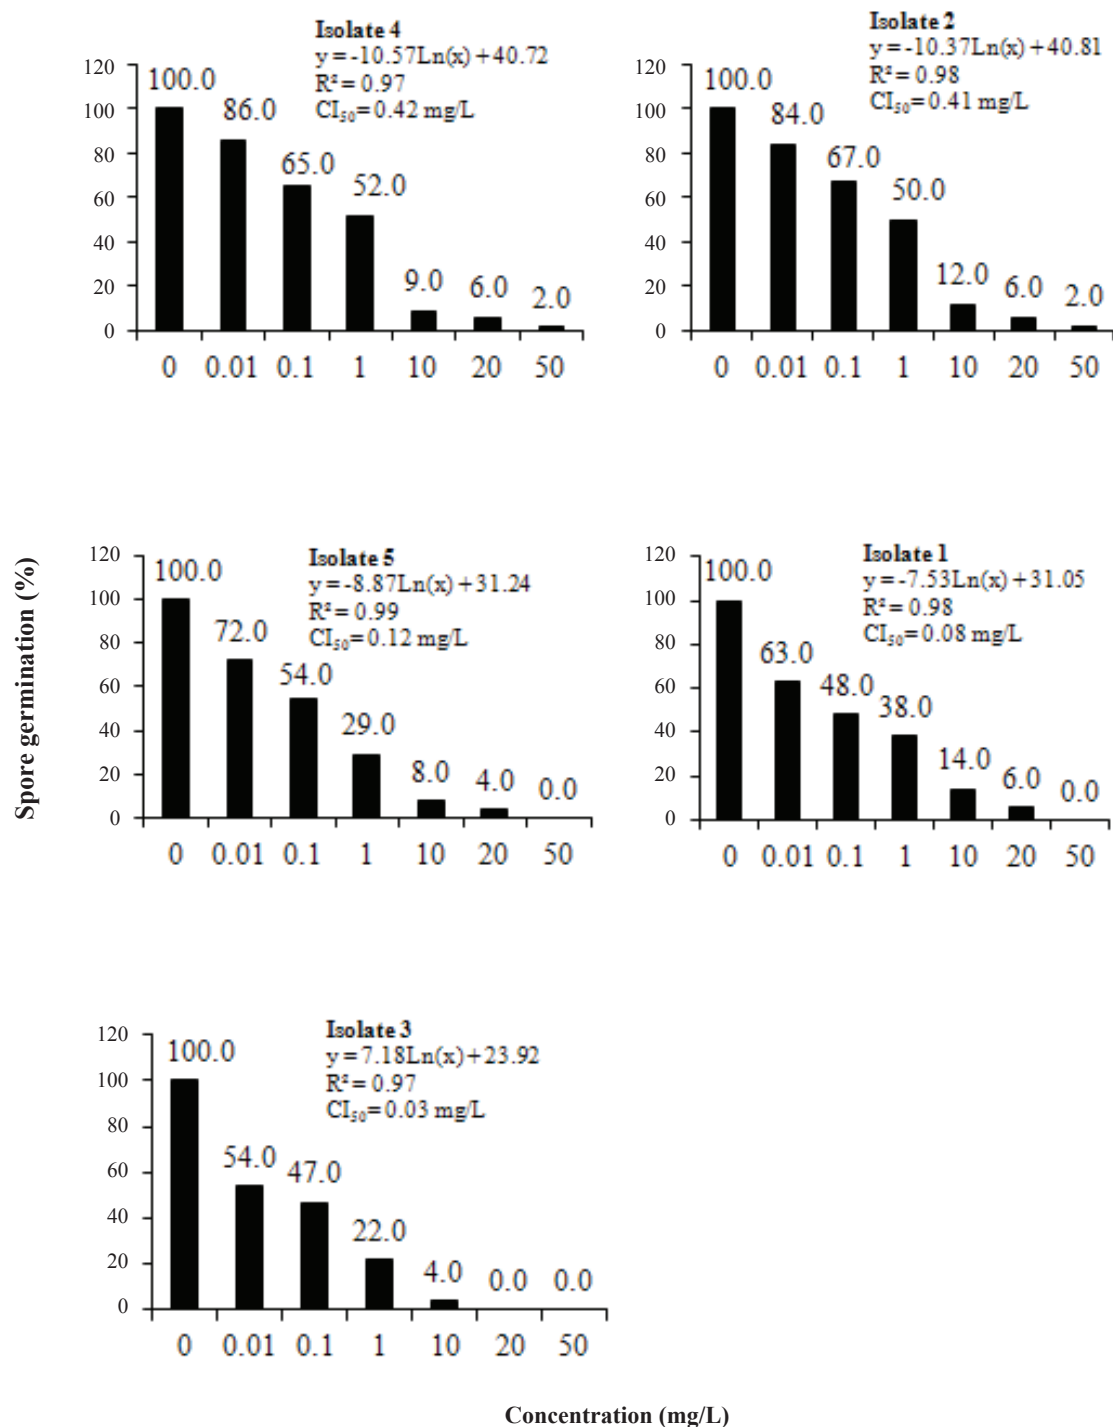 Isolate 4
y = -10.57Ln(x) + 40.72
R² = 0.97
CI₅₀= 0.42 mg/L
120
100
80
60
40
20
0
100.0
86.0
65.0
52.0
9.0
6.0
2.0
0 0.01 0.1 1 10 20 50
Isolate 2
y = -10.37Ln(x) + 40.81
R² = 0.98
CI₅₀= 0.41 mg/L
120
100
80
60
40
20
0
100.0
84.0
67.0
50.0
12.0
6.0
2.0
0 0.01 0.1 1 10 20 50
Spore germination (%)
Isolate 5
y = -8.87Ln(x) + 31.24
R² = 0.99
CI₅₀= 0.12 mg/L
120
100
80
60
40
20
0
100.0
72.0
54.0
29.0
8.0
4.0
0.0
0 0.01 0.1 1 10 20 50
Isolate 1
y = -7.53Ln(x) + 31.05
R² = 0.98
CI₅₀= 0.08 mg/L
120
100
80
60
40
20
0
100.0
63.0
48.0
38.0
14.0
6.0
0.0
0 0.01 0.1 1 10 20 50
Isolate 3
y = 7.18Ln(x) + 23.92
R² = 0.97
CI₅₀= 0.03 mg/L
120
100
80
60
40
20
0
100.0
54.0
47.0
22.0
4.0
0.0
0.0
0 0.01 0.1 1 10 20 50
Concentration (mg/L)